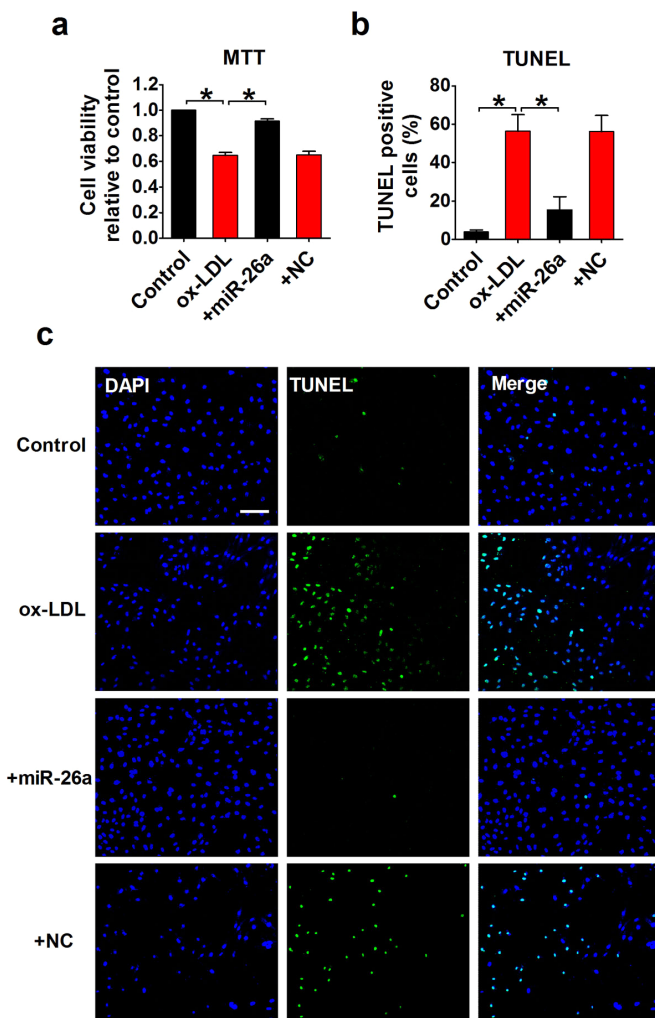 a
MTT
Cell viability
relative to control
1.2
1.0
0.8
0.6
0.4
0.2
0.0
* *
Control
ox-LDL
+miR-26a
+NC
b
TUNEL
TUNEL positive
cells (%)
80
60
40
20
0
* *
Control
ox-LDL
+miR-26a
+NC
c
DAPI TUNEL Merge
Control
ox-LDL
+miR-26a
+NC